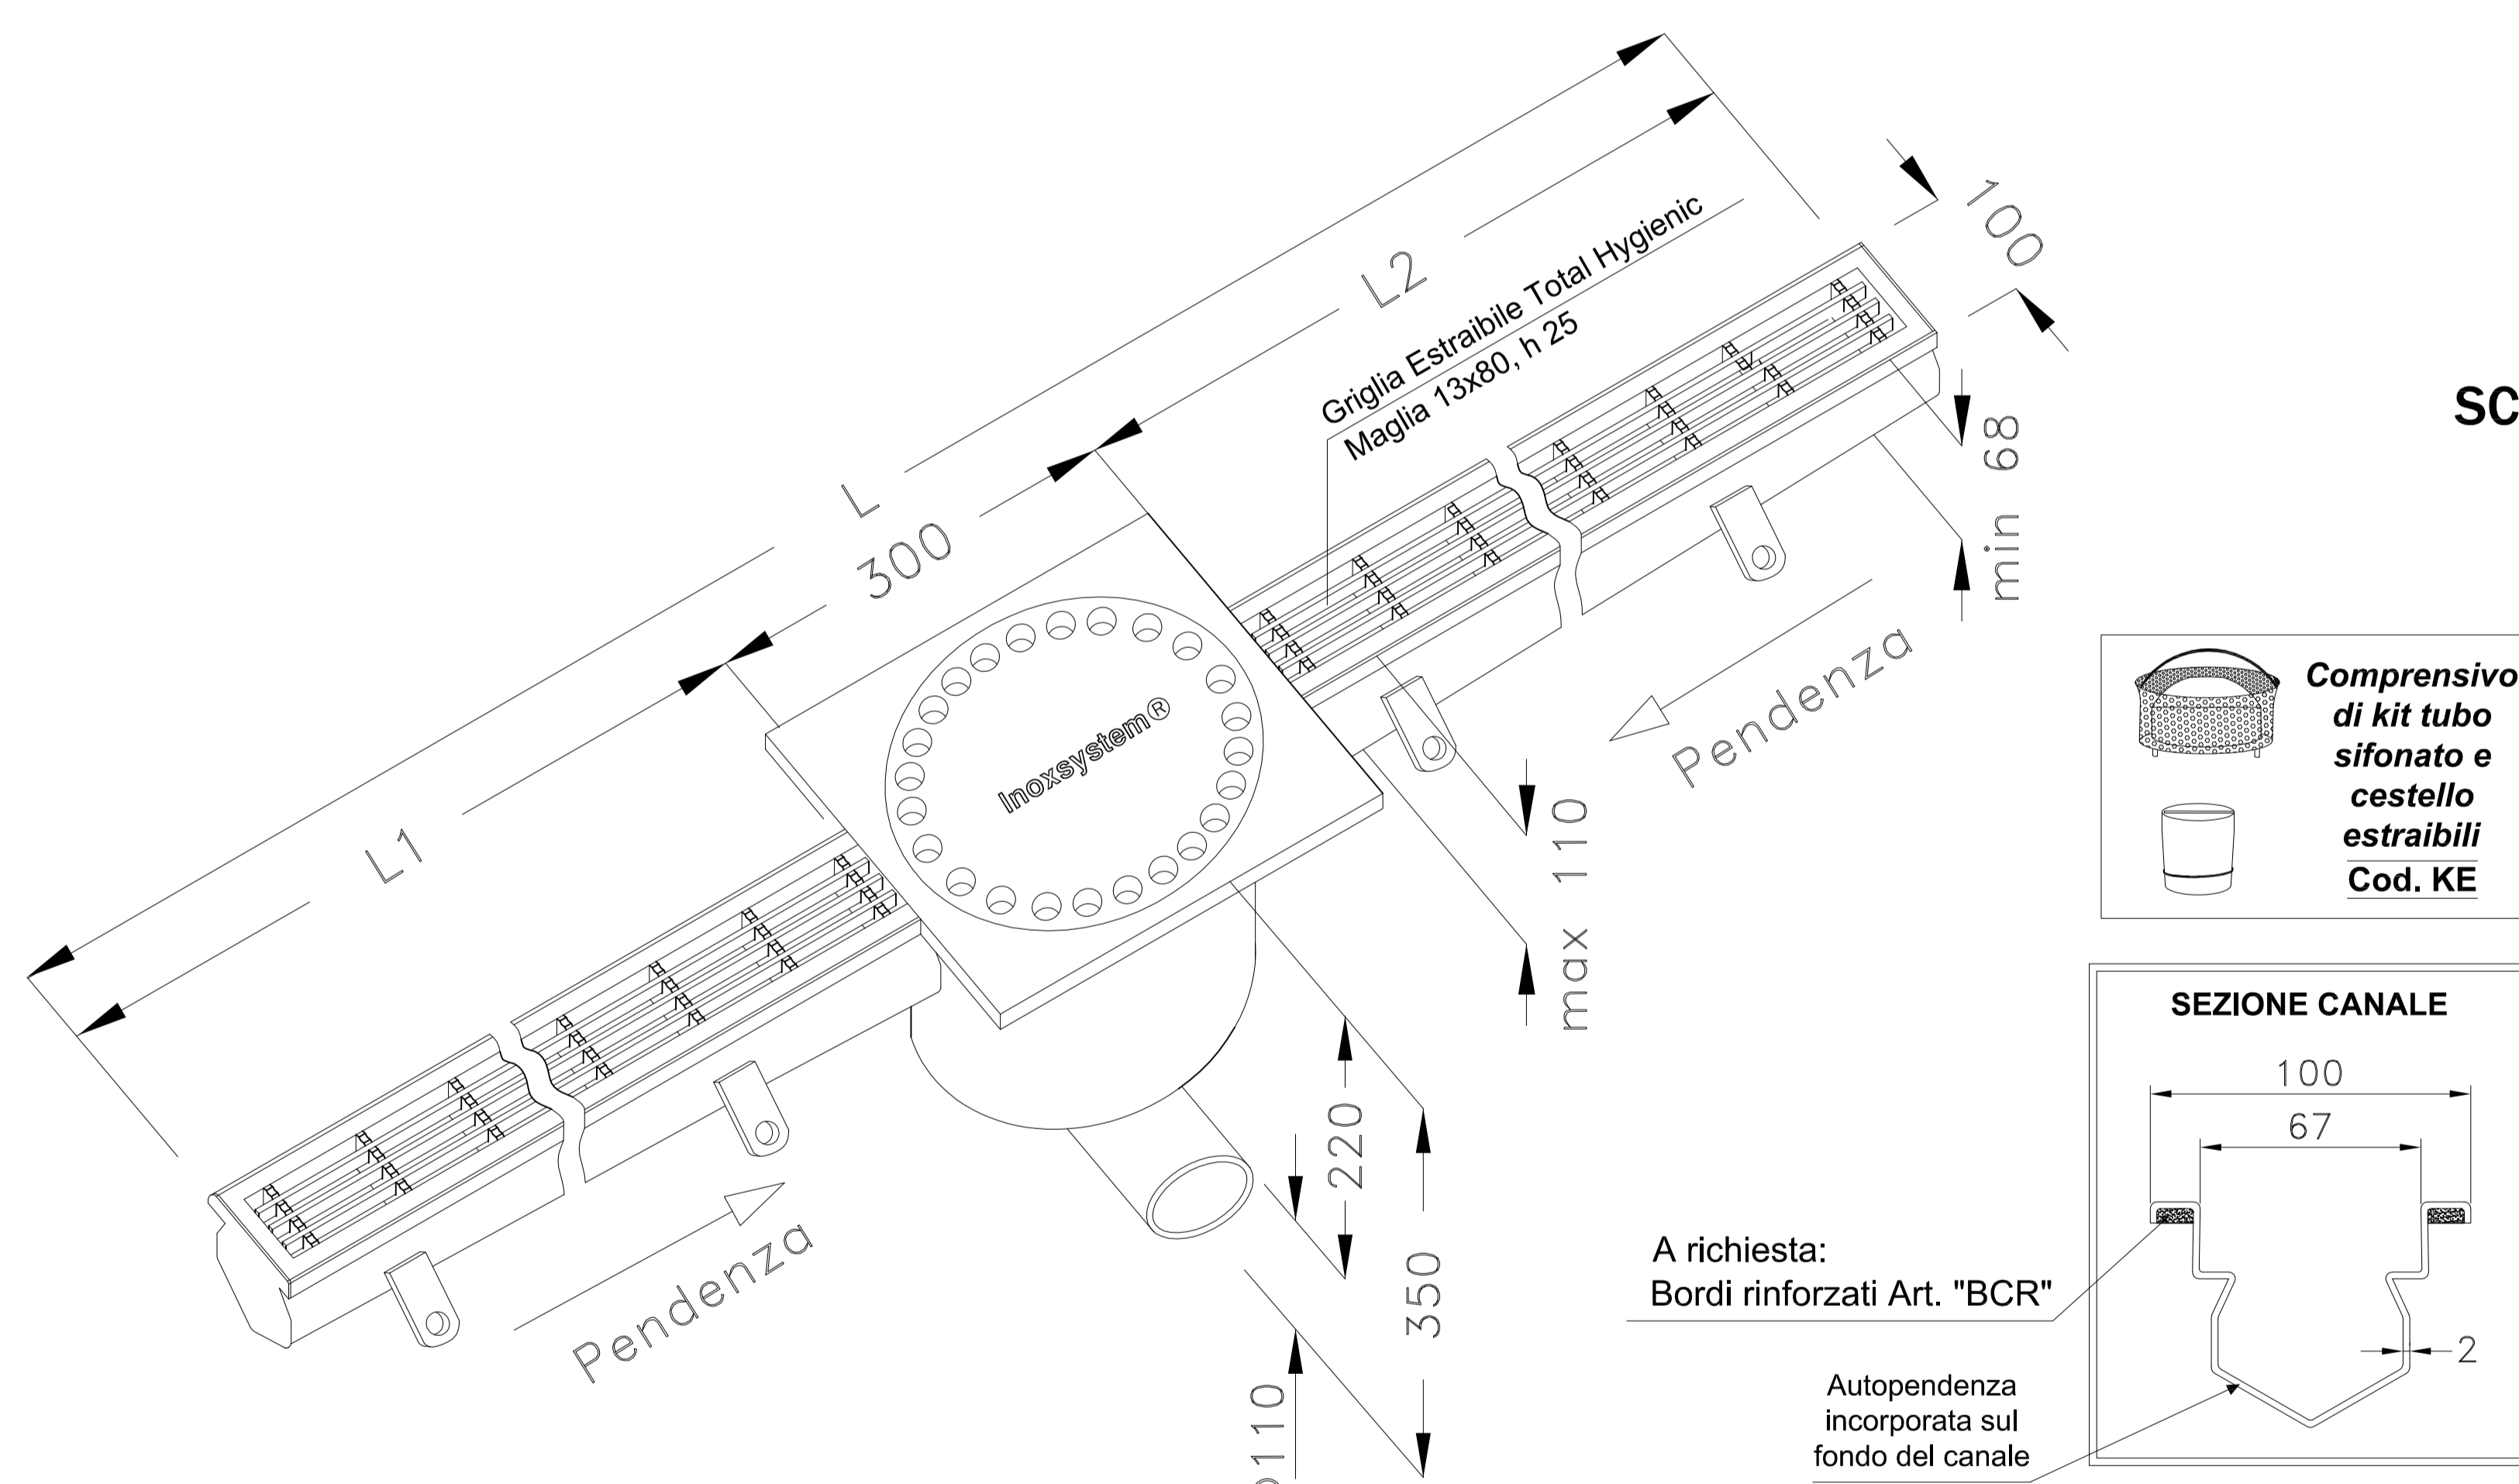 L
L2
100
Griglia Estraibile Total Hygienic
Maglia 13x80, h 25
SC
min 68
300
L1
Inoxsystem®
Pendenza
max 110
Comprensivo
di kit tubo
sifonato e
cestello
estraibili
Cod. KE
SEZIONE CANALE
100
67
2
220
350
Pendenza
A richiesta:
Bordi rinforzati Art. "BCR"
Autopendenza
incorporata sul
fondo del canale
110